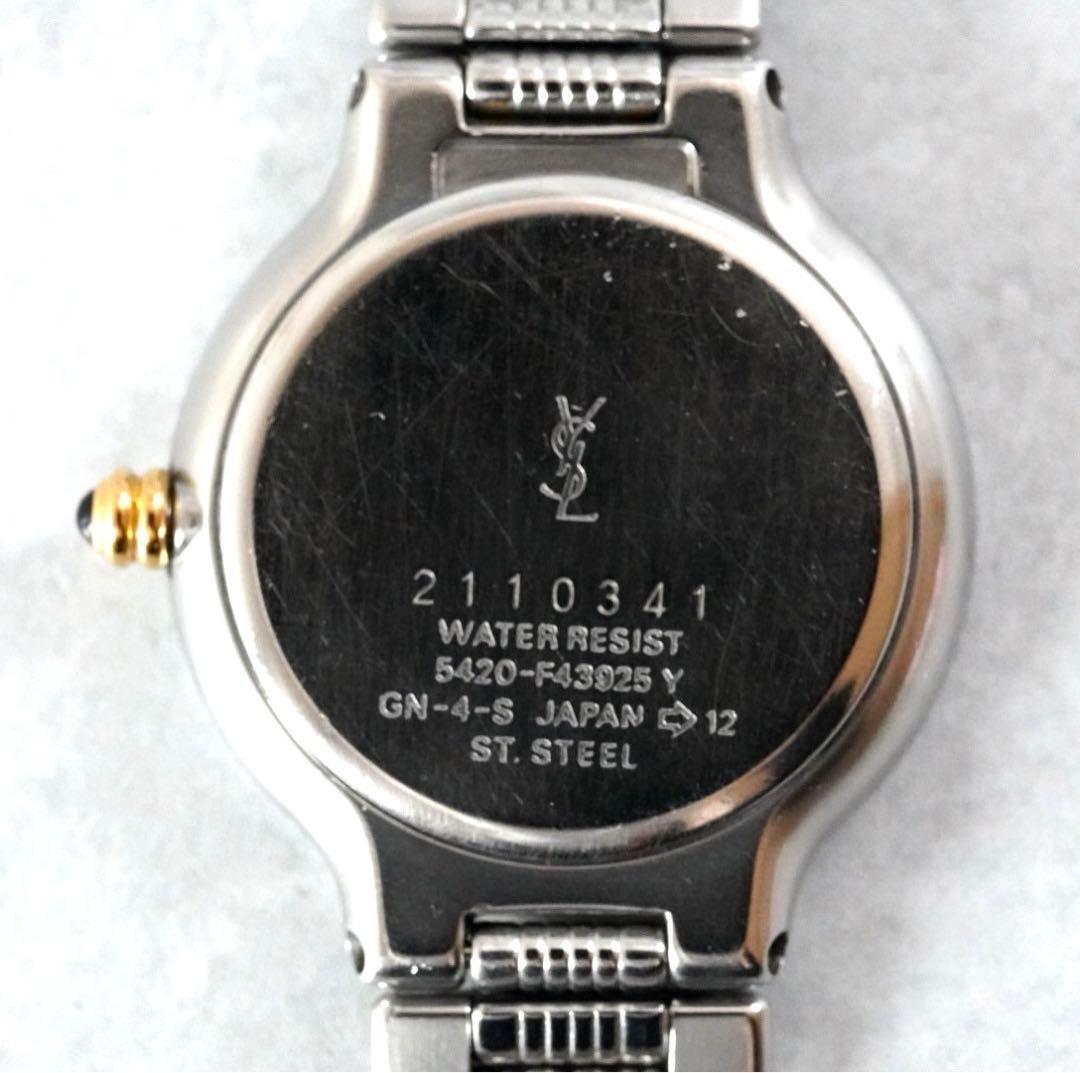 YSL
2110341
WATER RESIST
5420-F43925 Y
GN-4-S JAPAN ⇨ 12
ST. STEEL